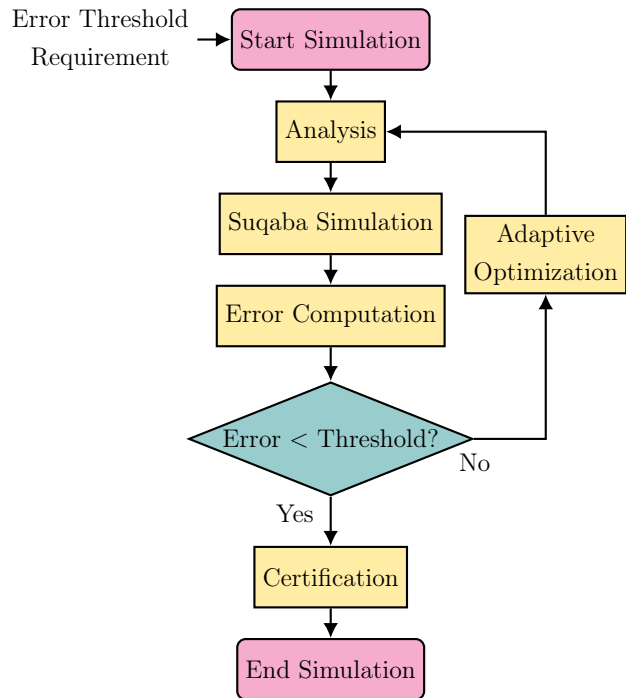 Error Threshold
Requirement
Start Simulation
Analysis
Suqaba Simulation
Adaptive
Optimization
Error Computation
Error < Threshold?
No
Yes
Certification
End Simulation